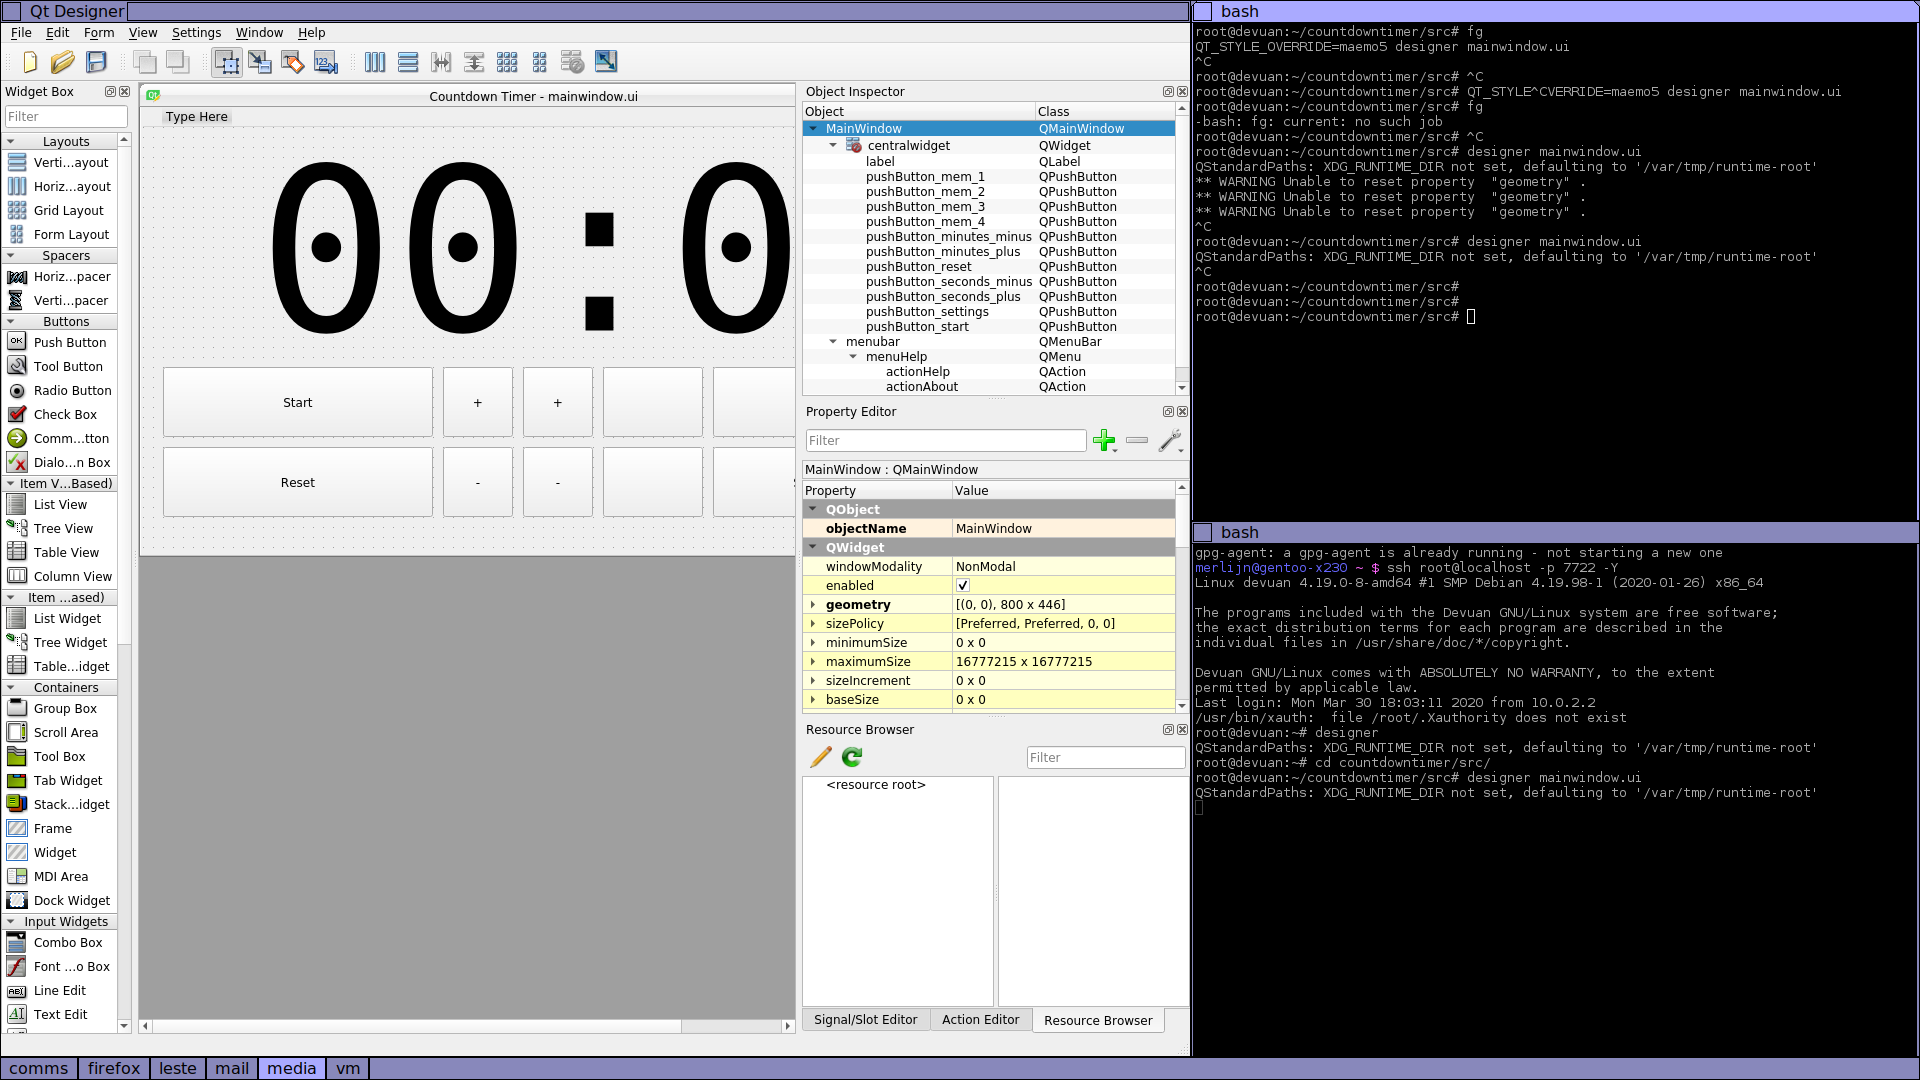 Qt Designer
File Edit Form View Settings Window Help
Widget Box
Filter
Layouts
Verti...ayout
Horiz...ayout
Grid Layout
Form Layout
Spacers
Horiz...pacer
Verti...pacer
Buttons
Push Button
Tool Button
Radio Button
Check Box
Comm...tton
Dialo...n Box
Item V...Based)
List View
Tree View
Table View
Column View
Item ...ased)
List Widget
Tree Widget
Table...idget
Containers
Group Box
Scroll Area
Tool Box
Tab Widget
Stack...idget
Frame
Widget
MDI Area
Dock Widget
Input Widgets
Combo Box
Font ...o Box
Line Edit
Text Edit
Countdown Timer - mainwindow.ui
Type Here
00:0
Start + +
Reset - -
Object Inspector
Object Class
MainWindow QMainWindow
centralwidget QWidget
label QLabel
pushButton_mem_1 QPushButton
pushButton_mem_2 QPushButton
pushButton_mem_3 QPushButton
pushButton_mem_4 QPushButton
pushButton_minutes_minus QPushButton
pushButton_minutes_plus QPushButton
pushButton_reset QPushButton
pushButton_seconds_minus QPushButton
pushButton_seconds_plus QPushButton
pushButton_settings QPushButton
pushButton_start QPushButton
menubar QMenuBar
menuHelp QMenu
actionHelp QAction
actionAbout QAction
Property Editor
Filter
MainWindow : QMainWindow
Property Value
QObject
objectName MainWindow
QWidget
windowModality NonModal
enabled
geometry [(0, 0), 800 x 446]
sizePolicy [Preferred, Preferred, 0, 0]
minimumSize 0 x 0
maximumSize 16777215 x 16777215
sizeIncrement 0 x 0
baseSize 0 x 0
Resource Browser
Filter
<resource root>
Signal/Slot Editor Action Editor Resource Browser
bash
root@devuan:~/countdowntimer/src# fg
QT_STYLE_OVERRIDE=maemo5 designer mainwindow.ui
^C
root@devuan:~/countdowntimer/src# ^C
root@devuan:~/countdowntimer/src# QT_STYLE^CVERRIDE=maemo5 designer mainwindow.ui
root@devuan:~/countdowntimer/src# fg
-bash: fg: current: no such job
root@devuan:~/countdowntimer/src# ^C
root@devuan:~/countdowntimer/src# designer mainwindow.ui
QStandardPaths: XDG_RUNTIME_DIR not set, defaulting to '/var/tmp/runtime-root'
** WARNING Unable to reset property  "geometry" .
** WARNING Unable to reset property  "geometry" .
** WARNING Unable to reset property  "geometry" .
^C
root@devuan:~/countdowntimer/src# designer mainwindow.ui
QStandardPaths: XDG_RUNTIME_DIR not set, defaulting to '/var/tmp/runtime-root'
^C
root@devuan:~/countdowntimer/src#
root@devuan:~/countdowntimer/src#
root@devuan:~/countdowntimer/src#
bash
gpg-agent: a gpg-agent is already running - not starting a new one
merlijn@gentoo-x230 ~ $ ssh root@localhost -p 7722 -Y
Linux devuan 4.19.0-8-amd64 #1 SMP Debian 4.19.98-1 (2020-01-26) x86_64
The programs included with the Devuan GNU/Linux system are free software;
the exact distribution terms for each program are described in the
individual files in /usr/share/doc/*/copyright.
Devuan GNU/Linux comes with ABSOLUTELY NO WARRANTY, to the extent
permitted by applicable law.
Last login: Mon Mar 30 18:03:11 2020 from 10.0.2.2
/usr/bin/xauth:  file /root/.Xauthority does not exist
root@devuan:~# designer
QStandardPaths: XDG_RUNTIME_DIR not set, defaulting to '/var/tmp/runtime-root'
root@devuan:~# cd countdowntimer/src/
root@devuan:~/countdowntimer/src# designer mainwindow.ui
QStandardPaths: XDG_RUNTIME_DIR not set, defaulting to '/var/tmp/runtime-root'
comms firefox leste mail media vm